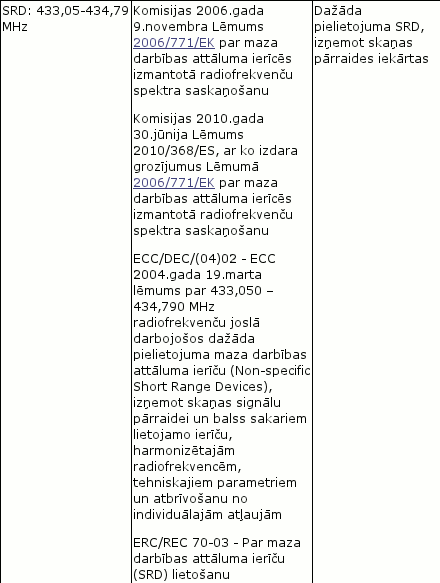 SRD: 433,05-434,79
MHz
Komisijas 2006.gada
9.novembra Lēmums
2006/771/EK par maza
darbības attāluma ierīcēs
izmantotā radiofrekvenču
spektra saskaņošanu
Komisijas 2010.gada
30.jūnija Lēmums
2010/368/ES, ar ko izdara
grozījumus Lēmumā
2006/771/EK par maza
darbības attāluma ierīcēs
izmantotā radiofrekvenču
spektra saskaņošanu
ECC/DEC/(04)02 - ECC
2004.gada 19.marta
lēmums par 433,050 –
434,790 MHz
radiofrekvenču joslā
darbojošos dažāda
pielietojuma maza darbības
attāluma ierīču (Non-specific
Short Range Devices),
izņemot skaņas signālu
pārraidei un balss sakariem
lietojamo ierīču,
harmonizētajām
radiofrekvencēm,
tehniskajiem parametriem
un atbrīvošanu no
individuālajām atļaujām
ERC/REC 70-03 - Par maza
darbības attāluma ierīču
(SRD) lietošanu
Dažāda
pielietojuma SRD,
izņemot skaņas
pārraides iekārtas